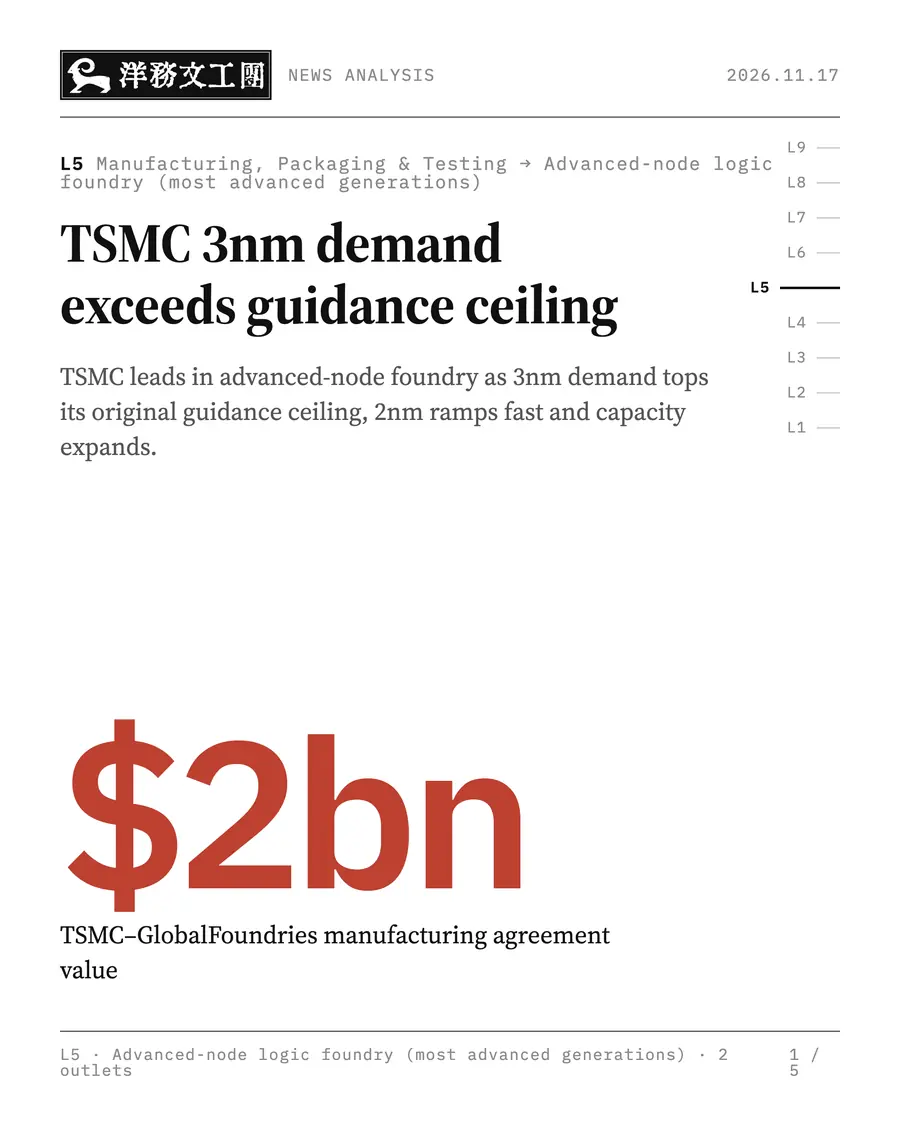 洋務文工團
NEWS ANALYSIS
2026.11.17
L5 Manufacturing, Packaging & Testing → Advanced-node logic
foundry (most advanced generations)
L9
L8
L7
L6
L5
L4
L3
L2
L1
TSMC 3nm demand
exceeds guidance ceiling
TSMC leads in advanced-node foundry as 3nm demand tops
its original guidance ceiling, 2nm ramps fast and capacity
expands.
$2bn
TSMC–GlobalFoundries manufacturing agreement
value
L5 · Advanced-node logic foundry (most advanced generations) · 2
outlets
1 /
5